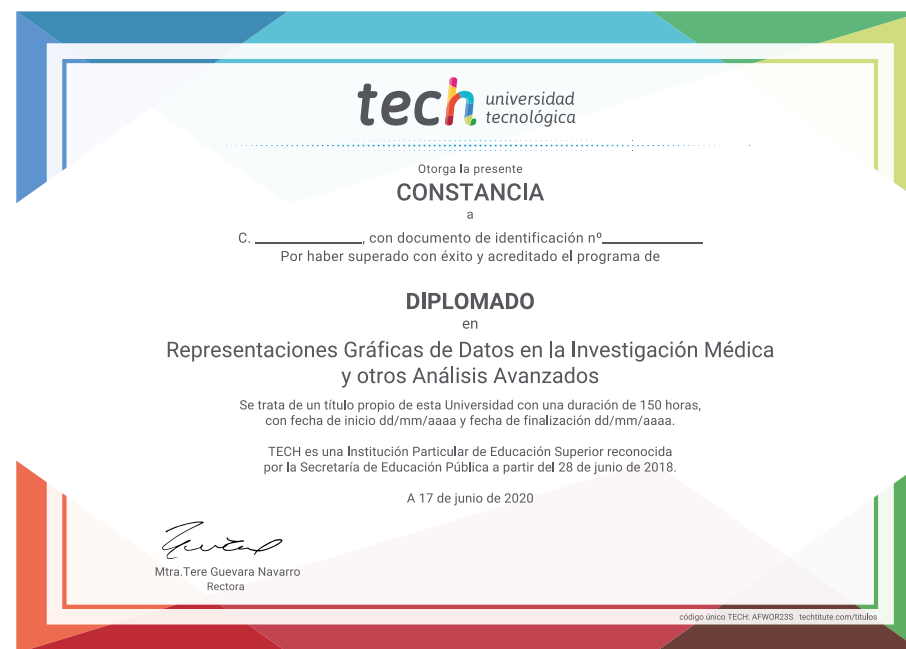 tech universidad
tecnológica
Otorga la presente
CONSTANCIA
a
C. ____________, con documento de identificación nº____________
Por haber superado con éxito y acreditado el programa de
DIPLOMADO
en
Representaciones Gráficas de Datos en la Investigación Médica
y otros Análisis Avanzados
Se trata de un título propio de esta Universidad con una duración de 150 horas,
con fecha de inicio dd/mm/aaaa y fecha de finalización dd/mm/aaaa.
TECH es una Institución Particular de Educación Superior reconocida
por la Secretaría de Educación Pública a partir del 28 de junio de 2018.
A 17 de junio de 2020
Mtra.Tere Guevara Navarro
Rectora
código único TECH: AFWOR23S techtitute.com/titulos